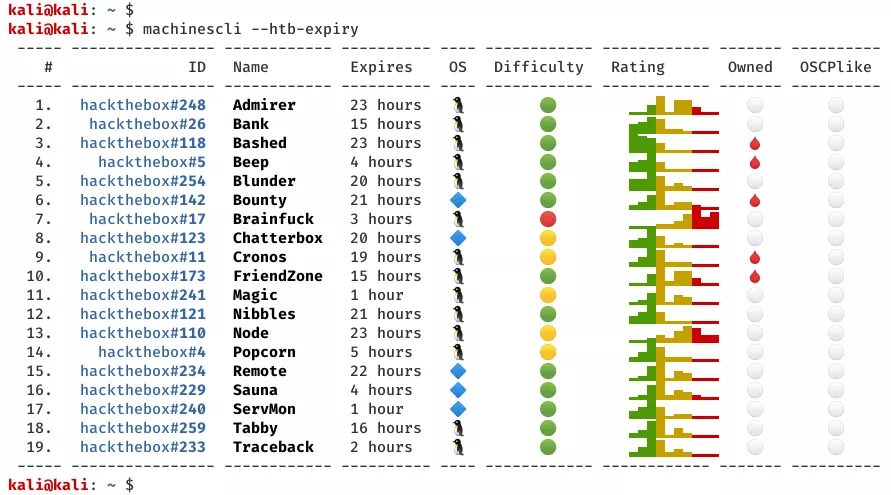 kali@kali: ~ $
kali@kali: ~ $ machinescli --htb-expiry
----- --------------- ---------- --------- ---- ------------ ------------ ------- ----------
# ID Name Expires OS Difficulty Rating Owned OSCPlike
----- --------------- ---------- --------- ---- ------------ ------------ ------- ----------
1. hackthebox#248 Admirer 23 hours
2. hackthebox#26 Bank 15 hours
3. hackthebox#118 Bashed 23 hours
4. hackthebox#5 Beep 4 hours
5. hackthebox#254 Blunder 20 hours
6. hackthebox#142 Bounty 21 hours
7. hackthebox#17 Brainfuck 3 hours
8. hackthebox#123 Chatterbox 20 hours
9. hackthebox#11 Cronos 19 hours
10. hackthebox#173 FriendZone 15 hours
11. hackthebox#241 Magic 1 hour
12. hackthebox#121 Nibbles 21 hours
13. hackthebox#110 Node 23 hours
14. hackthebox#4 Popcorn 5 hours
15. hackthebox#234 Remote 22 hours
16. hackthebox#229 Sauna 4 hours
17. hackthebox#240 ServMon 1 hour
18. hackthebox#259 Tabby 16 hours
19. hackthebox#233 Traceback 2 hours
----- --------------- ---------- --------- ---- ------------ ------------ ------- ----------
kali@kali: ~ $